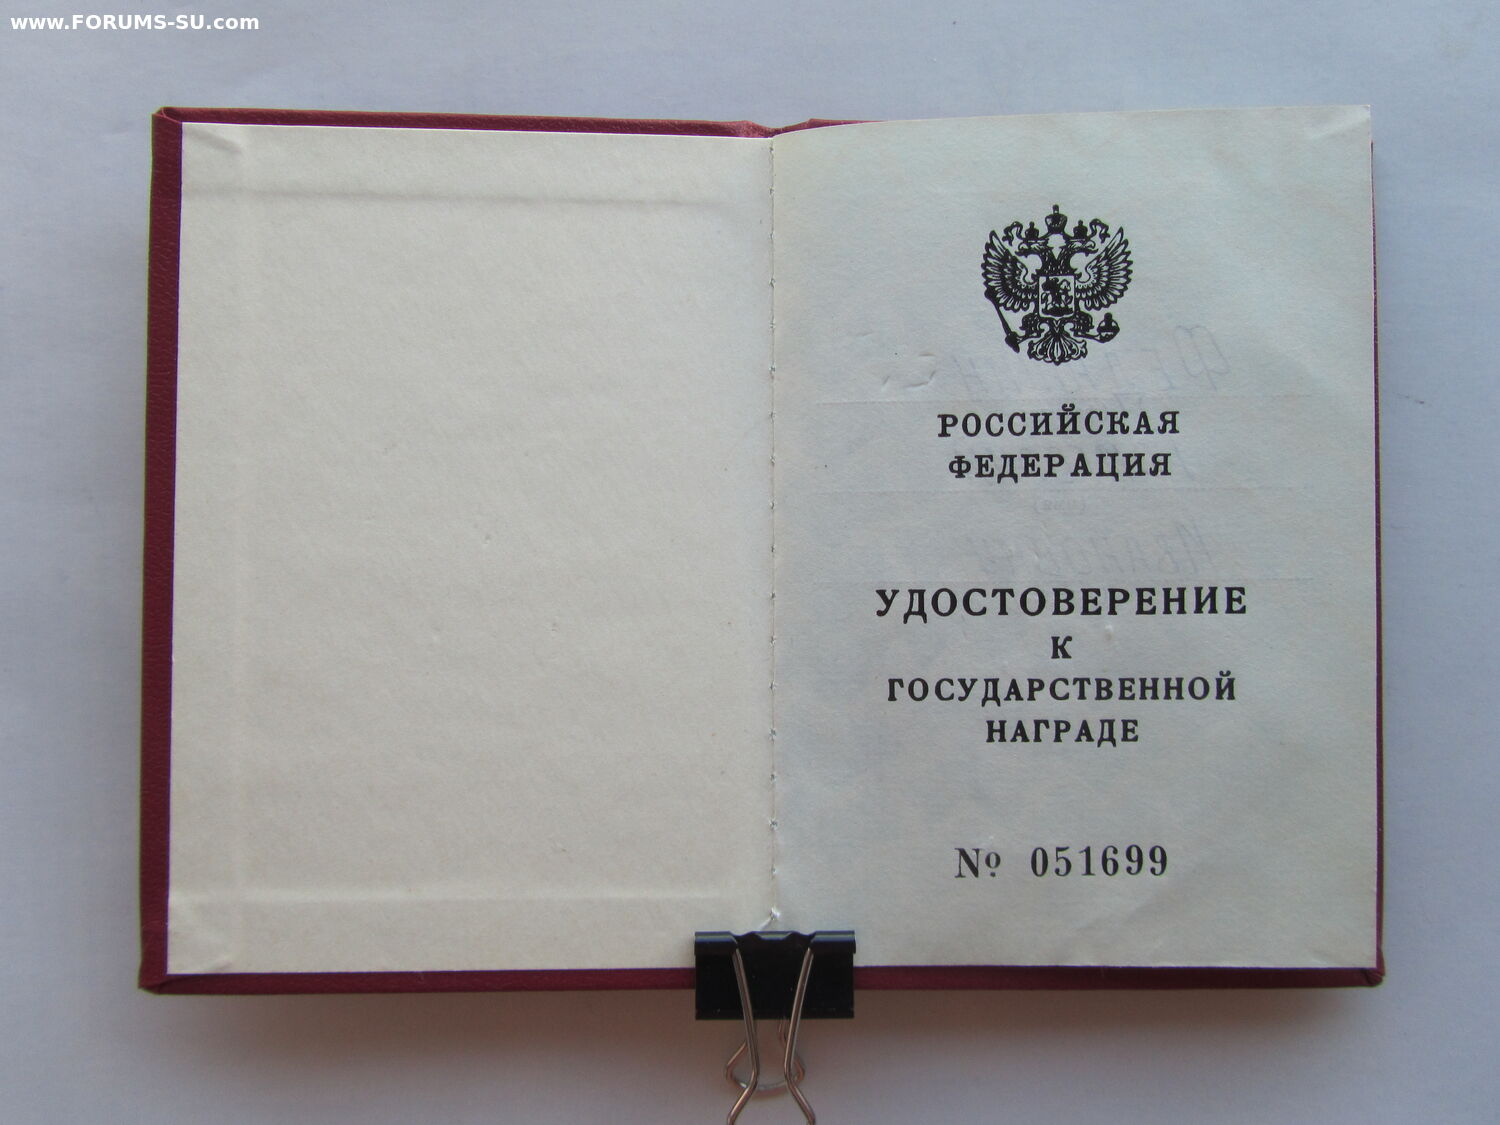 www.FORUMS-SU.com
РОССИЙСКАЯ
ФЕДЕРАЦИЯ
УДОСТОВЕРЕНИЕ
К
ГОСУДАРСТВЕННОЙ
НАГРАДЕ
№ 051699